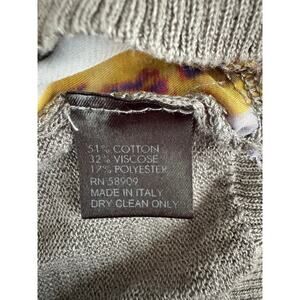 51% COTTON
32% VISCOSE
17% POLYESTER
RN 58909
MADE IN ITALY
DRY CLEAN ONLY